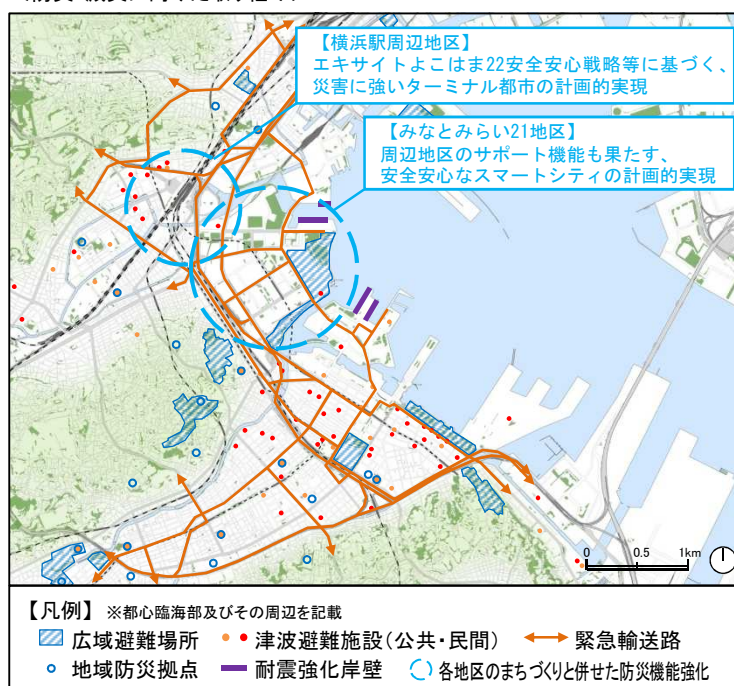 【横浜駅周辺地区】
エキサイトよこはま22安全安心戦略等に基づく、
災害に強いターミナル都市の計画的実現
【みなとみらい21地区】
周辺地区のサポート機能も果たす、
安全安心なスマートシティの計画的実現
0 0.5 1km
【凡例】 ※都心臨海部及びその周辺を記載
広域避難場所 津波避難施設(公共・民間) 緊急輸送路
地域防災拠点 耐震強化岸壁 各地区のまちづくりと併せた防災機能強化